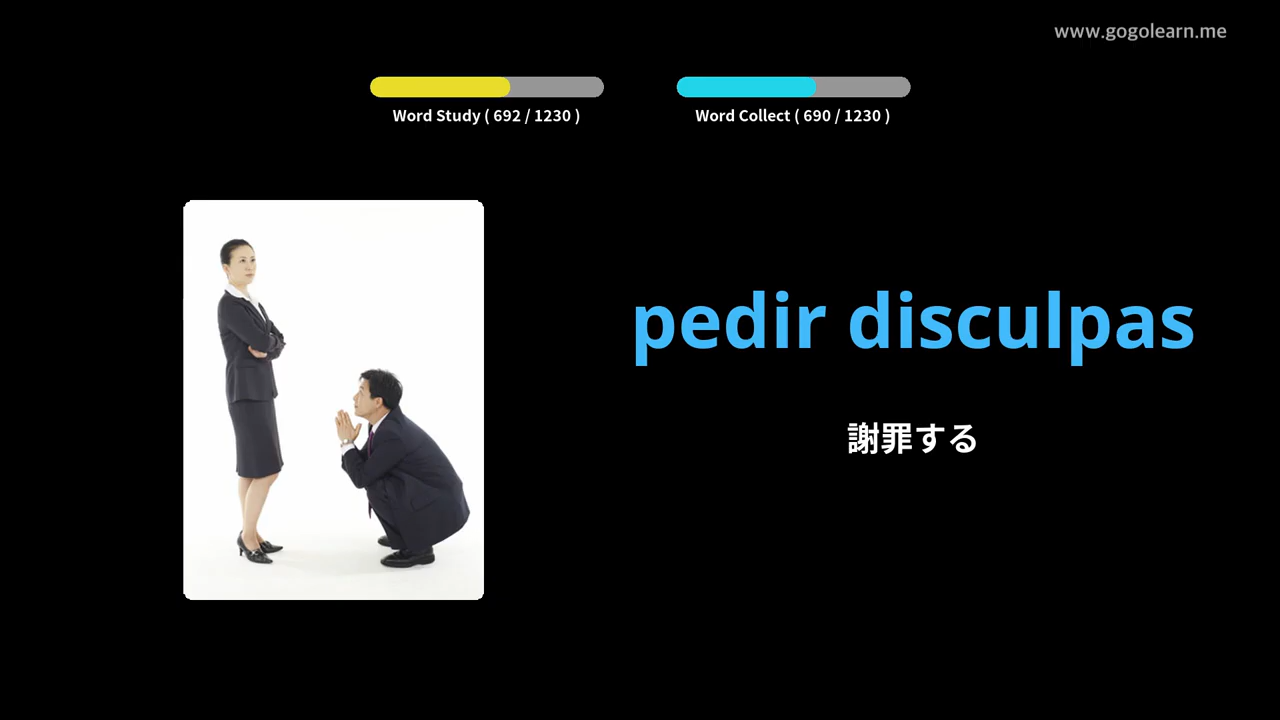 www.gogolearn.me
Word Study ( 692 / 1230 )
Word Collect ( 690 / 1230 )
pedir disculpas
謝罪する